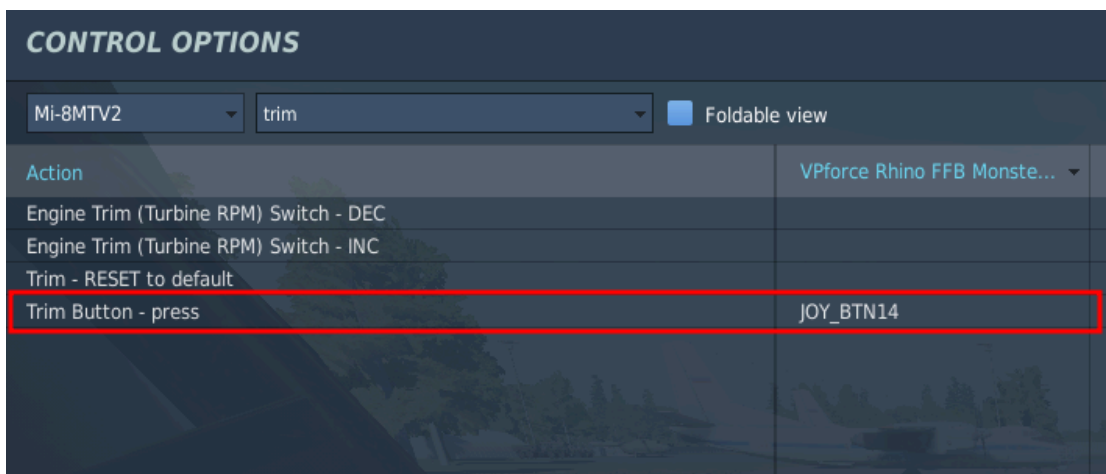 CONTROL OPTIONS
Mi-8MTV2 trim Foldable view
Action VPforce Rhino FFB Monste...
Engine Trim (Turbine RPM) Switch - DEC
Engine Trim (Turbine RPM) Switch - INC
Trim - RESET to default
Trim Button - press JOY_BTN14